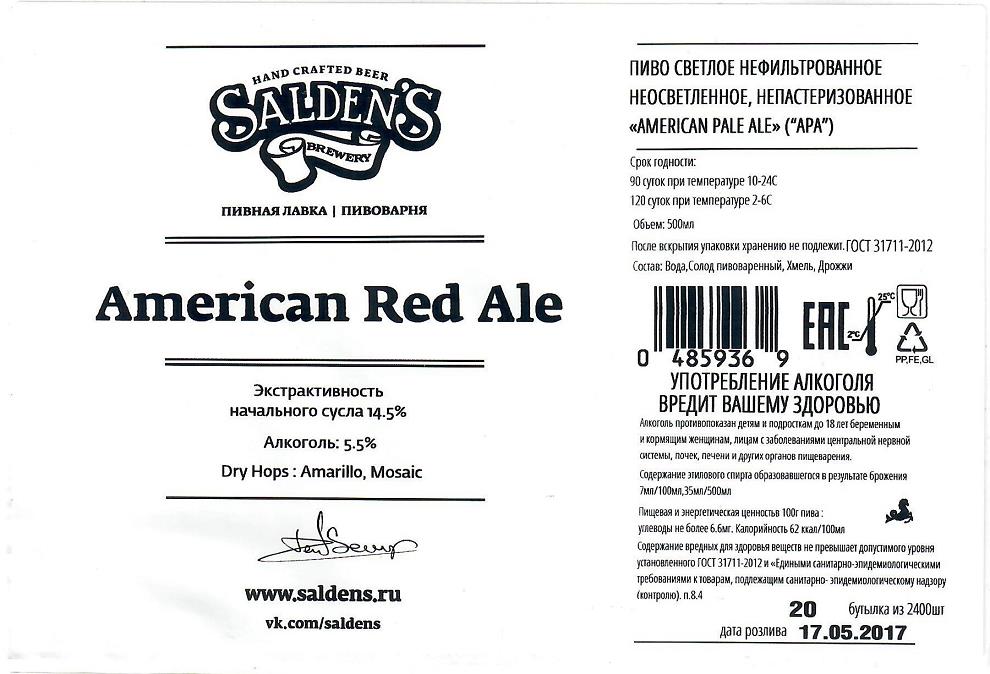 HAND CRAFTED BEER
SALDEN'S
BREWERY
ПИВНАЯ ЛАВКА | ПИВОВАРНЯ
American Red Ale
Экстрактивность
начального сусла 14.5%
Алкоголь: 5.5%
Dry Hops : Amarillo, Mosaic
www.saldens.ru
vk.com/saldens
ПИВО СВЕТЛОЕ НЕФИЛЬТРОВАННОЕ
НЕОСВЕТЛЕННОЕ, НЕПАСТЕРИЗОВАННОЕ
«AMERICAN PALE ALE» ("APA")
Срок годности:
90 суток при температуре 10-24С
120 суток при температуре 2-6С
Объем: 500мл
После вскрытия упаковки хранению не подлежит. ГОСТ 31711-2012
Состав: Вода,Солод пивоваренный, Хмель, Дрожжи
0 485936 9
EAC
25°C
2°C
PP,FE,GL
УПОТРЕБЛЕНИЕ АЛКОГОЛЯ
ВРЕДИТ ВАШЕМУ ЗДОРОВЬЮ
Алкоголь противопоказан детям и подросткам до 18 лет беременным
и кормящим женщинам, лицам с заболеваниями центральной нервной
системы, почек, печени и других органов пищеварения.
Содержание этилового спирта образовавшегося в результате брожения
7мл/100мл,35мл/500мл
Пищевая и энергетическая ценностьв 100г пива :
углеводы не более 6.6мг. Калорийность 62 ккал/100мл
Содержание вредных для здоровья веществ не превышает допустимого уровня
установленного ГОСТ 31711-2012 и «Едиными санитарно-эпидемиологическими
требованиями к товарам, подлежащим санитарно- эпидемиологическому надзору
(контролю). п.8.4
20 бутылка из 2400шт
дата розлива 17.05.2017